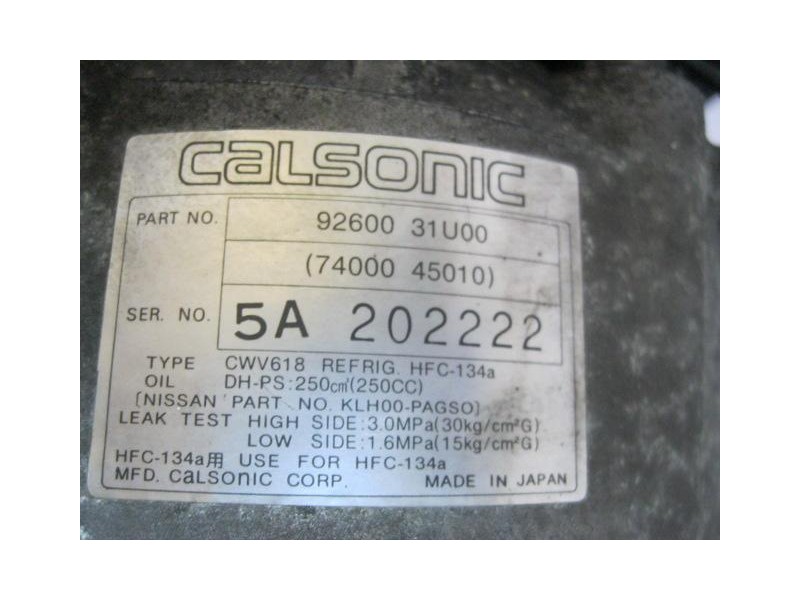 CALSONIC
PART NO. 92600 31U00
(74000 45010)
SER. NO. 5A 202222
TYPE CWV618 REFRIG. HFC-134a
OIL DH-PS:250cm³(250CC)
(NISSAN PART NO. KLH00-PAGSO)
LEAK TEST HIGH SIDE:3.0MPa(30kg/cm²G)
LOW SIDE:1.6MPa(15kg/cm²G)
HFC-134a用 USE FOR HFC-134a
MFD. CALSONIC CORP. MADE IN JAPAN